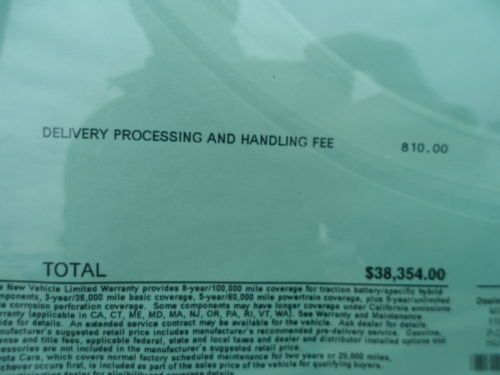 DELIVERY PROCESSING AND HANDLING FEE 810.00
TOTAL $38,354.00
New Vehicle Limited Warranty provides 8-year/100,000 mile coverage for traction battery/specific hybrid
mponents, 3-year/36,000 mile basic coverage, 5-year/60,000 mile powertrain coverage, plus 5-year/unlimited
e corrosion perforation coverage. Some components may have longer coverage under California emissions
rranty (applicable in CA, CT, ME, MD, MA, NJ, OR, PA, RI, VT, WA). See Warranty and Maintenance
ide for details. An extended service contract may be available for the vehicle. Ask dealer for details.
nufacturer's suggested retail price includes manufacturer's recommended pre-delivery service. Gasoline,
ense and title fees, applicable federal, state and local taxes and dealer and distributor installed options and
cessories are not included in the manufacturer's suggested retail price.
yota Care, which covers normal factory scheduled maintenance for two years or 25,000 miles,
hichever occurs first, is included as part of the sales price of the vehicle for qualifying buyers.